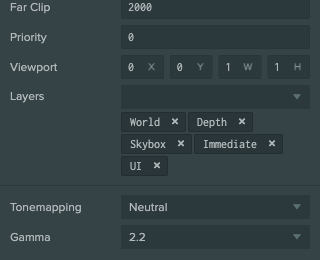 Far Clip 2000
Priority 0
Viewport 0 X 0 Y 1 W 1 H
Layers
World × Depth ×
Skybox × Immediate ×
UI ×
Tonemapping Neutral
Gamma 2.2